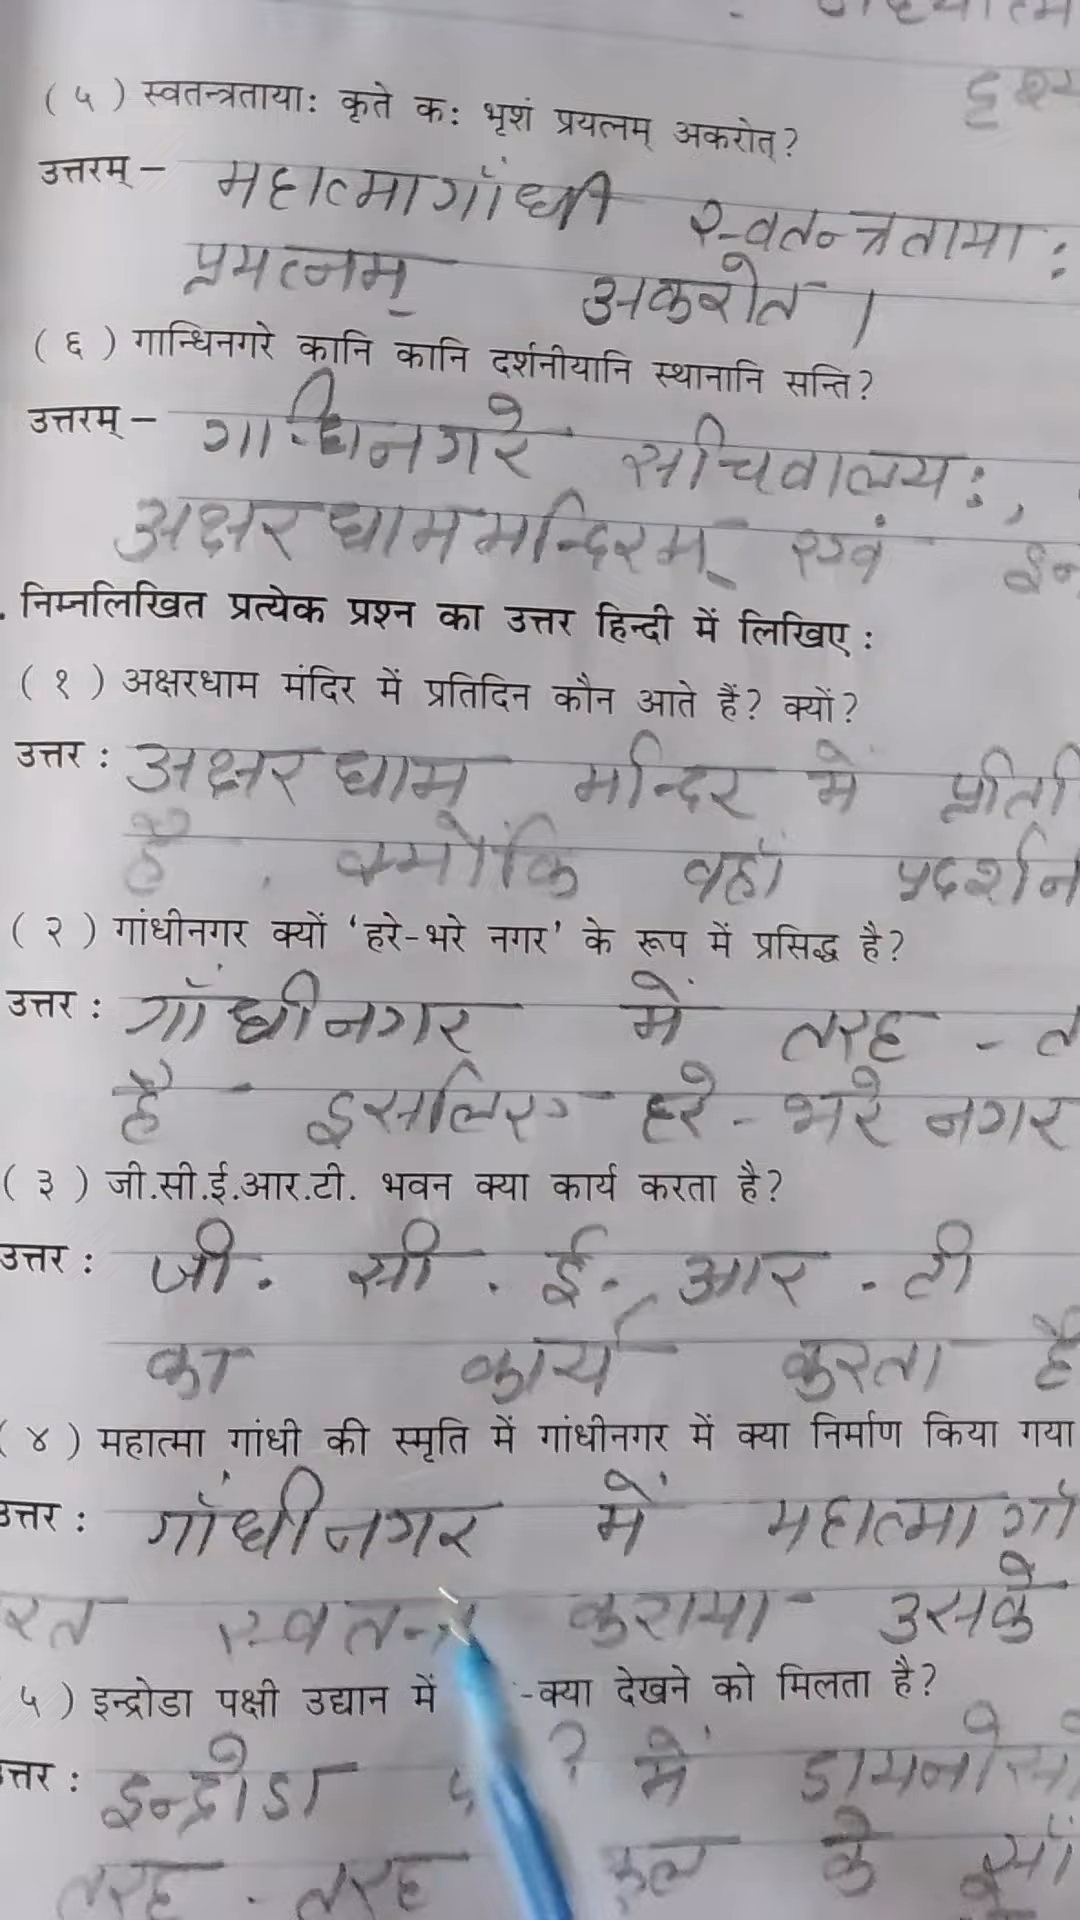 (५) स्वतन्त्रतायाः कृते कः भृशं प्रयत्नम् अकरोत्?
उत्तरम् – महात्मागाँधी स्वतन्त्रतायाः
प्रयत्नम् अकरोत ।
(६) गान्धिनगरे कानि कानि दर्शनीयानि स्थानानि सन्ति?
उत्तरम् – गान्धिनगरे सचिवालयः,
अक्षरधाममन्दिरम् एवं
निम्नलिखित प्रत्येक प्रश्न का उत्तर हिन्दी में लिखिए :
(१) अक्षरधाम मंदिर में प्रतिदिन कौन आते हैं? क्यों?
उत्तर : अक्षरधाम मन्दिर में
है , क्योंकि वहाँ प्रदर्शन
(२) गांधीनगर क्यों 'हरे-भरे नगर' के रूप में प्रसिद्ध है?
उत्तर : गाँधीनगर में तरह - त
है इसलिए हरे - भरे नगर
(३) जी.सी.ई.आर.टी. भवन क्या कार्य करता है?
उत्तर : जी. सी. ई. आर. टी
का कार्य करता है
(४) महात्मा गांधी की स्मृति में गांधीनगर में क्या निर्माण किया गया
उत्तर : गाँधीनगर में महात्मा गाँ
रत स्वतन्त्र कराया उसके
५) इन्द्रोडा पक्षी उद्यान में -क्या देखने को मिलता है?
त्तर : इन्द्रोडा में डायनोसो
तरह - तरह के